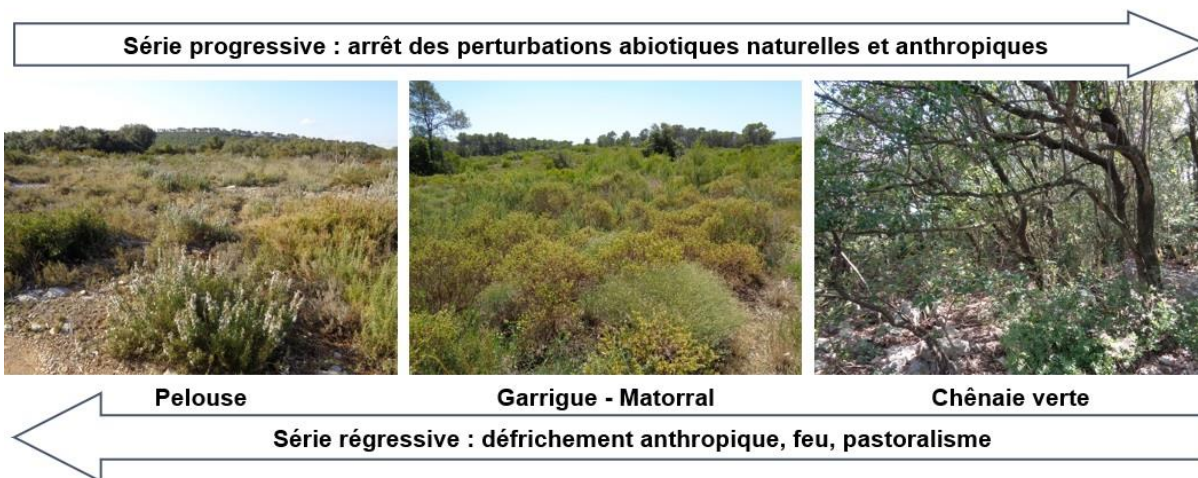 Série progressive : arrêt des perturbations abiotiques naturelles et anthropiques
Pelouse
Garrigue - Matorral
Chênaie verte
Série régressive : défrichement anthropique, feu, pastoralisme